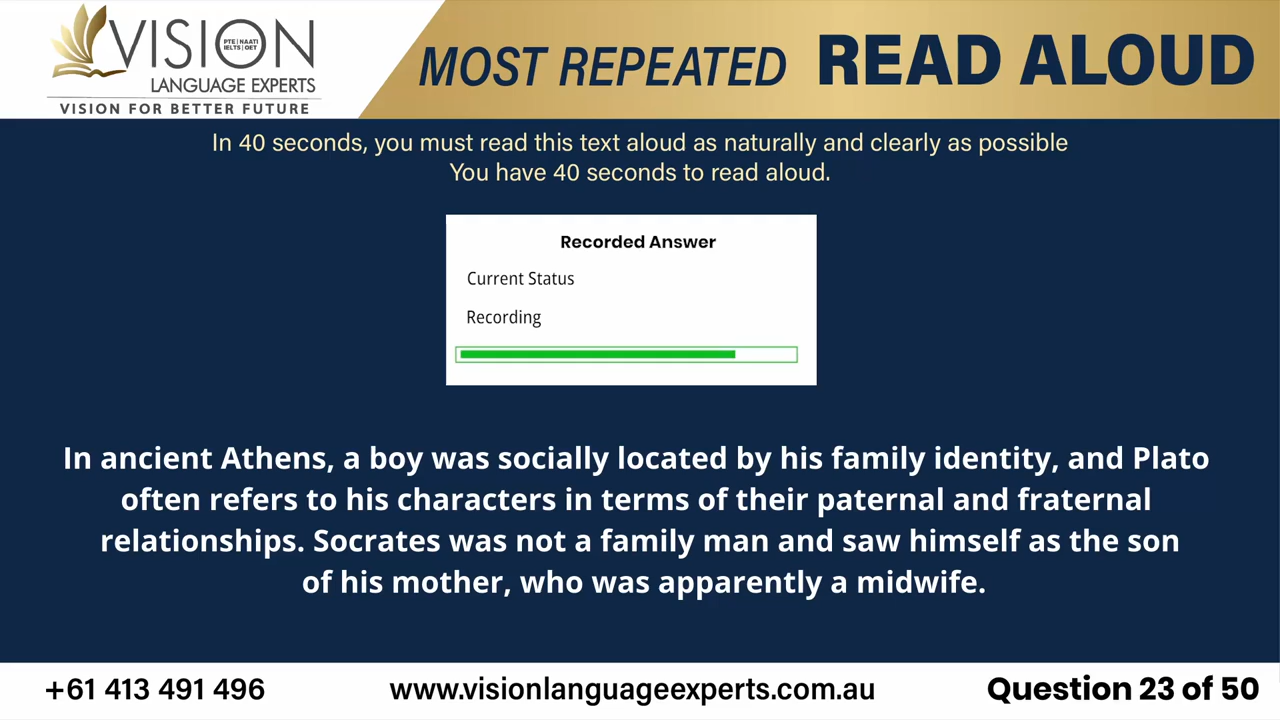 VISION
PTE | NAATI
IELTS | OET
LANGUAGE EXPERTS
VISION FOR BETTER FUTURE
MOST REPEATED READ ALOUD
In 40 seconds, you must read this text aloud as naturally and clearly as possible
You have 40 seconds to read aloud.
Recorded Answer
Current Status
Recording
In ancient Athens, a boy was socially located by his family identity, and Plato
often refers to his characters in terms of their paternal and fraternal
relationships. Socrates was not a family man and saw himself as the son
of his mother, who was apparently a midwife.
+61 413 491 496
www.visionlanguageexperts.com.au
Question 23 of 50